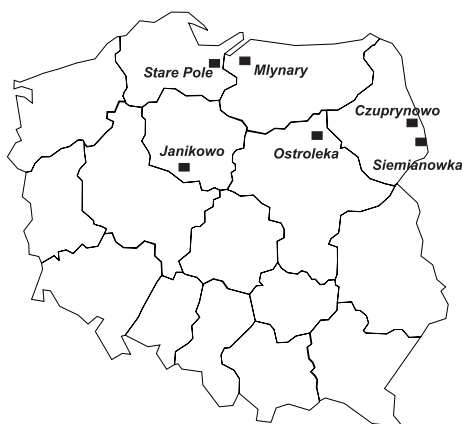 Stare Pole
Mlynary
Czuprynowo
Janikowo
Ostroleka
Siemianowka